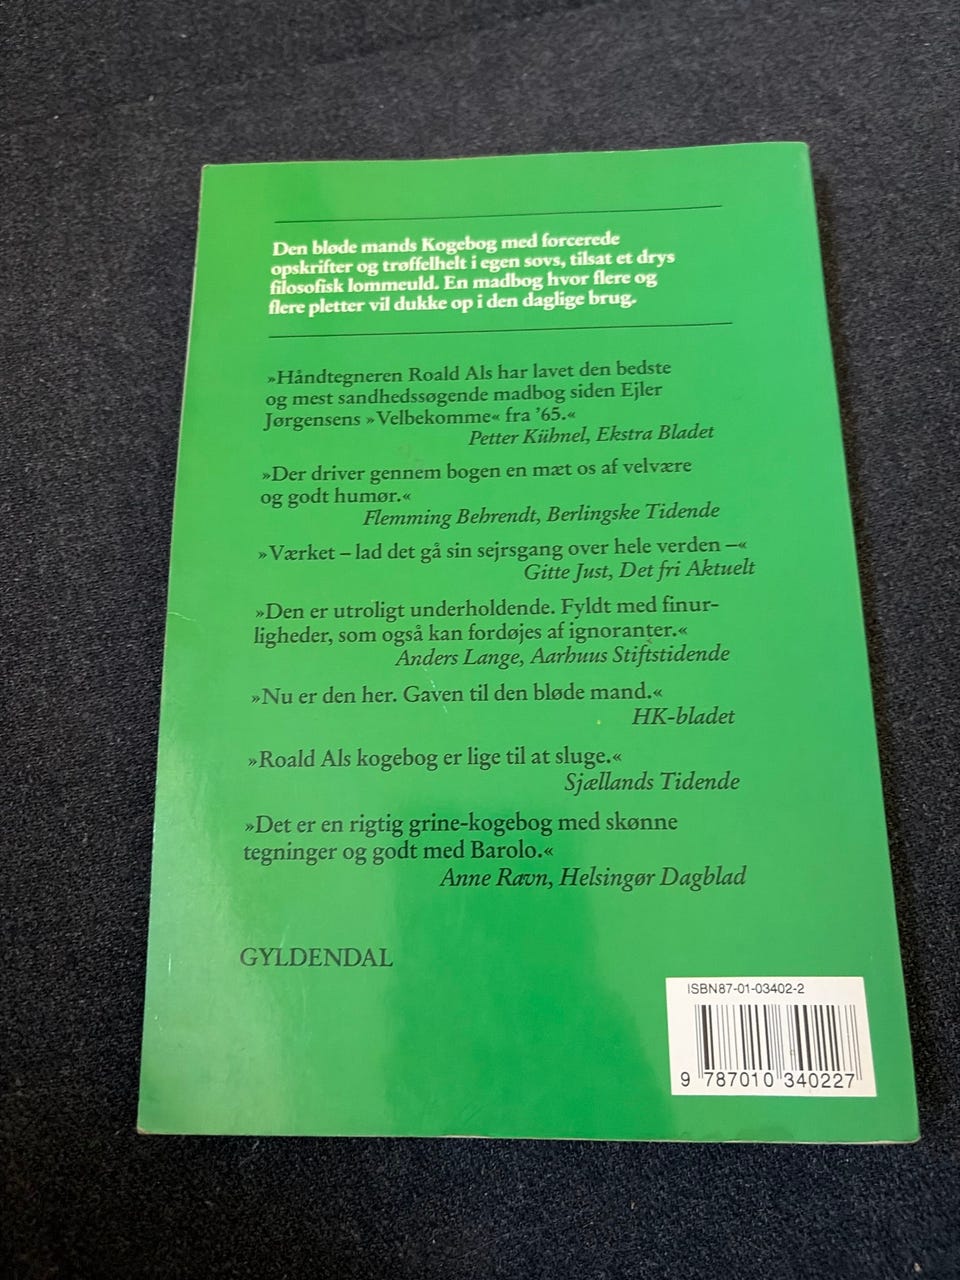 Den bløde mands Kogebog med forcerede
opskrifter og trøffelhelt i egen sovs, tilsat et drys
filosofisk lommeuld. En madbog hvor flere og
flere pletter vil dukke op i den daglige brug.
»Håndtegneren Roald Als har lavet den bedste
og mest sandhedssøgende madbog siden Ejler
Jørgensens »Velbekomme« fra ’65.«
Petter Kühnel, Ekstra Bladet
»Der driver gennem bogen en mæt os af velvære
og godt humør.«
Flemming Behrendt, Berlingske Tidende
»Værket – lad det gå sin sejrsgang over hele verden –«
Gitte Just, Det fri Aktuelt
»Den er utroligt underholdende. Fyldt med finur-
ligheder, som også kan fordøjes af ignoranter.«
Anders Lange, Aarhuus Stiftstidende
»Nu er den her. Gaven til den bløde mand.«
HK-bladet
»Roald Als kogebog er lige til at sluge.«
Sjællands Tidende
»Det er en rigtig grine-kogebog med skønne
tegninger og godt med Barolo.«
Anne Ravn, Helsingør Dagblad
GYLDENDAL
ISBN87-01-03402-2
9 787010 340227